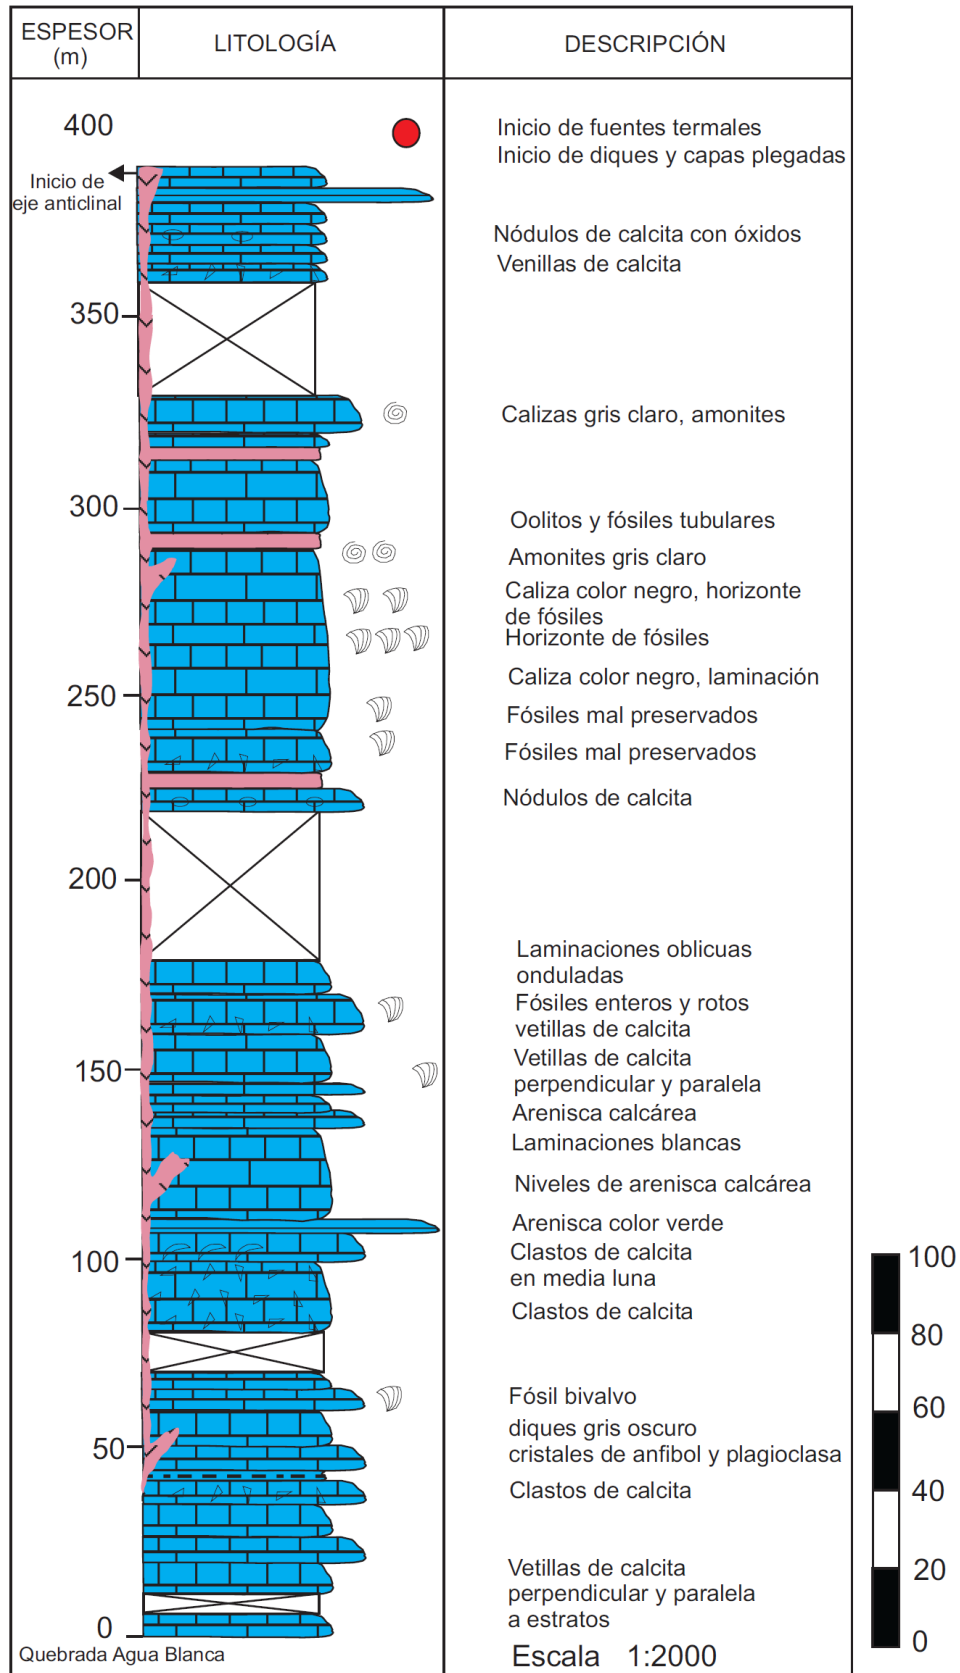 ESPESOR
(m)
LITOLOGÍA
DESCRIPCIÓN
400
Inicio de fuentes termales
Inicio de diques y capas plegadas
Inicio de
eje anticlinal
Nódulos de calcita con óxidos
Venillas de calcita
350
Calizas gris claro, amonites
300
Oolitos y fósiles tubulares
Amonites gris claro
Caliza color negro, horizonte
de fósiles
Horizonte de fósiles
Caliza color negro, laminación
250
Fósiles mal preservados
Fósiles mal preservados
Nódulos de calcita
200
Laminaciones oblicuas
onduladas
Fósiles enteros y rotos
vetillas de calcita
Vetillas de calcita
perpendicular y paralela
150
Arenisca calcárea
Laminaciones blancas
Niveles de arenisca calcárea
Arenisca color verde
Clastos de calcita
en media luna
100
Clastos de calcita
Fósil bivalvo
diques gris oscuro
cristales de anfibol y plagioclasa
50
Clastos de calcita
Vetillas de calcita
perpendicular y paralela
a estratos
0
Quebrada Agua Blanca
Escala 1:2000
100
80
60
40
20
0